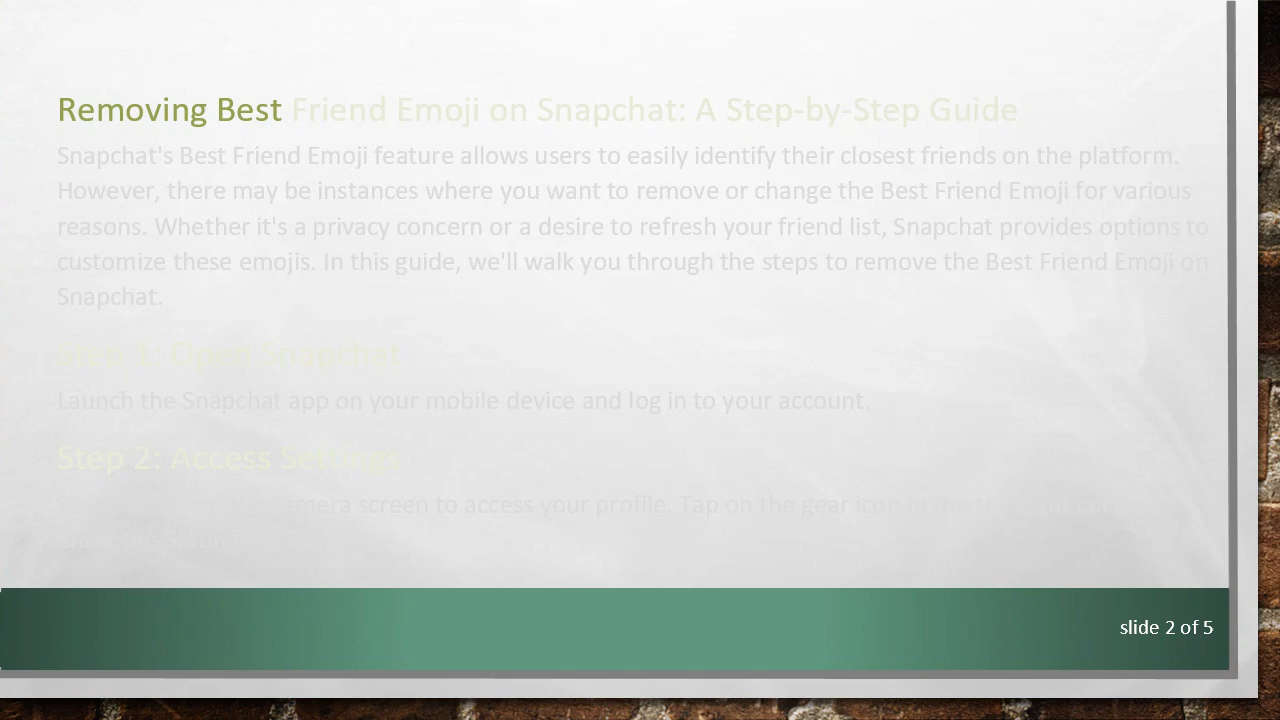 Removing Best Friend Emoji on Snapchat: A Step-by-Step Guide
Snapchat's Best Friend Emoji feature allows users to easily identify their closest friends on the platform.
However, there may be instances where you want to remove or change the Best Friend Emoji for various
reasons. Whether it's a privacy concern or a desire to refresh your friend list, Snapchat provides options to
customize these emojis. In this guide, we'll walk you through the steps to remove the Best Friend Emoji on
Snapchat.
Step 1: Open Snapchat
Launch the Snapchat app on your mobile device and log in to your account.
Step 2: Access Settings
camera screen to access your profile. Tap on the gear icon in the
slide 2 of 5